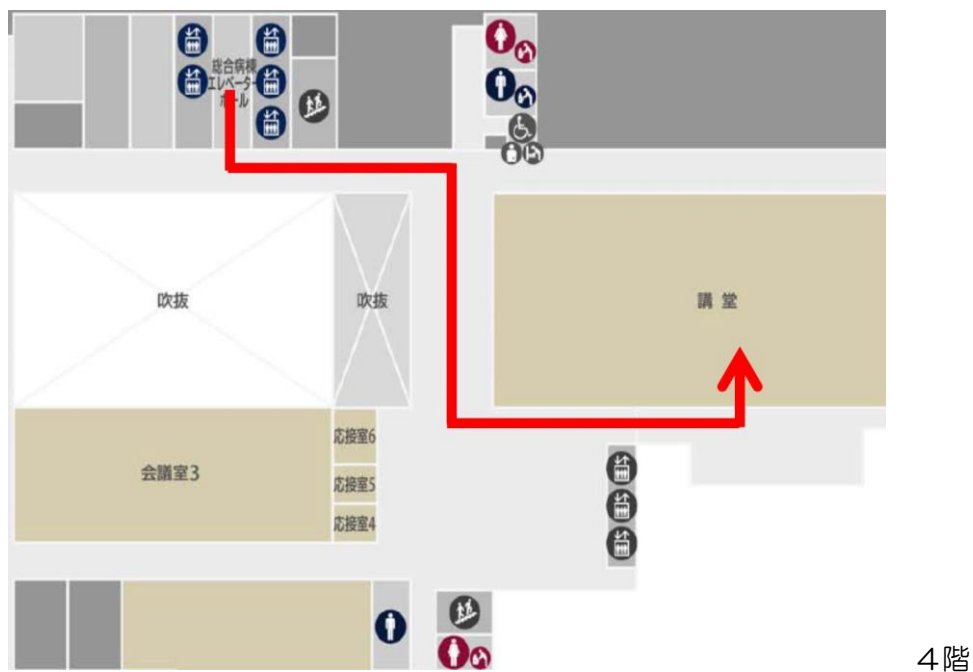 総合病棟
エレベーター
ホール
吹抜
吹抜
講 堂
会議室3
応接室6
応接室5
応接室4
4階